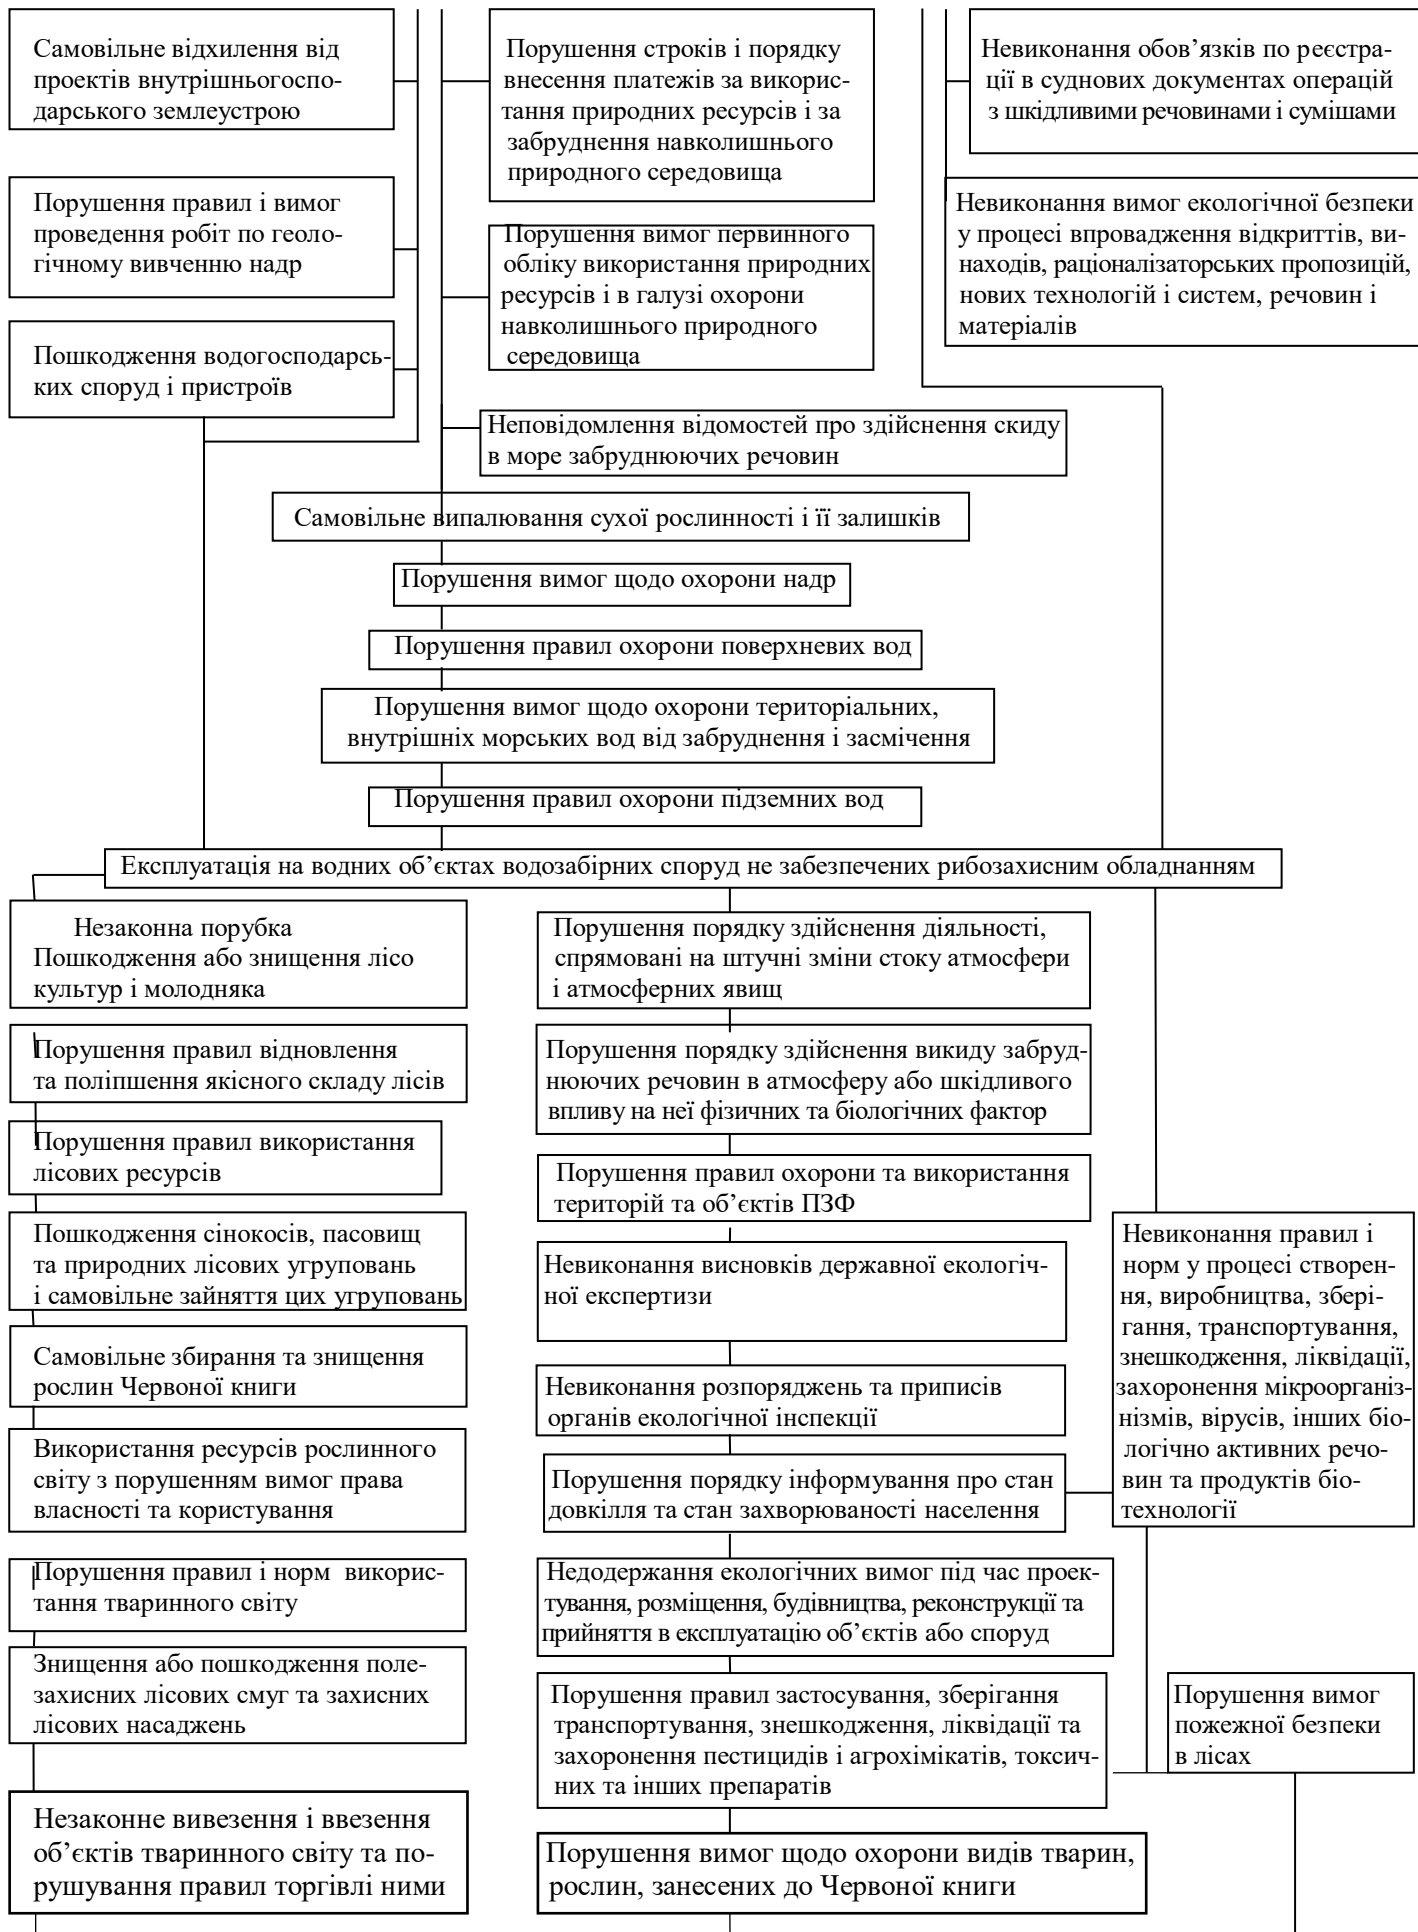 Самовільне відхилення від
проектів внутрішньогоспо-
дарського землеустрою
Порушення строків і порядку
внесення платежів за викорис-
тання природних ресурсів і за
забруднення навколишнього
природного середовища
Невиконання обов’язків по реєстра-
ції в суднових документах операцій
з шкідливими речовинами і сумішами
Порушення правил і вимог
проведення робіт по геоло-
гічному вивченню надр
Порушення вимог первинного
обліку використання природних
ресурсів і в галузі охорони
навколишнього природного
середовища
Невиконання вимог екологічної безпеки
у процесі впровадження відкриттів, ви-
находів, раціоналізаторських пропозицій,
нових технологій і систем, речовин і
матеріалів
Пошкодження водогосподарсь-
ких споруд і пристроїв
Неповідомлення відомостей про здійснення скиду
в море забруднюючих речовин
Самовільне випалювання сухої рослинності і її залишків
Порушення вимог щодо охорони надр
Порушення правил охорони поверхневих вод
Порушення вимог щодо охорони територіальних,
внутрішніх морських вод від забруднення і засмічення
Порушення правил охорони підземних вод
Експлуатація на водних об’єктах водозабірних споруд не забезпечених рибозахисним обладнанням
Незаконна порубка
Пошкодження або знищення лісо
культур і молодняка
Порушення правил відновлення
та поліпшення якісного складу лісів
Порушення правил використання
лісових ресурсів
Пошкодження сінокосів, пасовищ
та природних лісових угруповань
і самовільне зайняття цих угруповань
Самовільне збирання та знищення
рослин Червоної книги
Використання ресурсів рослинного
світу з порушенням вимог права
власності та користування
Порушення правил і норм використання
тання тваринного світу
Знищення або пошкодження поле-
захисних лісових смуг та захисних
лісових насаджень
Незаконне вивезення і ввезення
об’єктів тваринного світу та по-
рушування правил торгівлі ними
Порушення порядку здійснення діяльності,
спрямовані на штучні зміни стоку атмосфери
і атмосферних явищ
Порушення порядку здійснення викиду забруд-
нюючих речовин в атмосферу або шкідливого
впливу на неї фізичних та біологічних фактор
Порушення правил охорони та використання
територій та об’єктів ПЗФ
Невиконання висновків державної екологіч-
ної експертизи
Невиконання розпоряджень та приписів
органів екологічної інспекції
Порушення порядку інформування про стан
довкілля та стан захворюваності населення
Недодержання екологічних вимог під час проек-
тування, розміщення, будівництва, реконструкції та
прийняття в експлуатацію об’єктів або споруд
Порушення правил застосування, зберігання
транспортування, знешкодження, ліквідації та
захоронення пестицидів і агрохімікатів, токсич-
них та інших препаратів
Порушення вимог щодо охорони видів тварин,
рослин, занесених до Червоної книги
Невиконання правил і
норм у процесі створен-
ня, виробництва, збері-
гання, транспортування,
знешкодження, ліквідації,
захоронення мікроорганіз-
нізмів, вірусів, інших біо-
логічно активних речо-
вин та продуктів біо-
технології
Порушення вимог
пожежної безпеки
в лісах